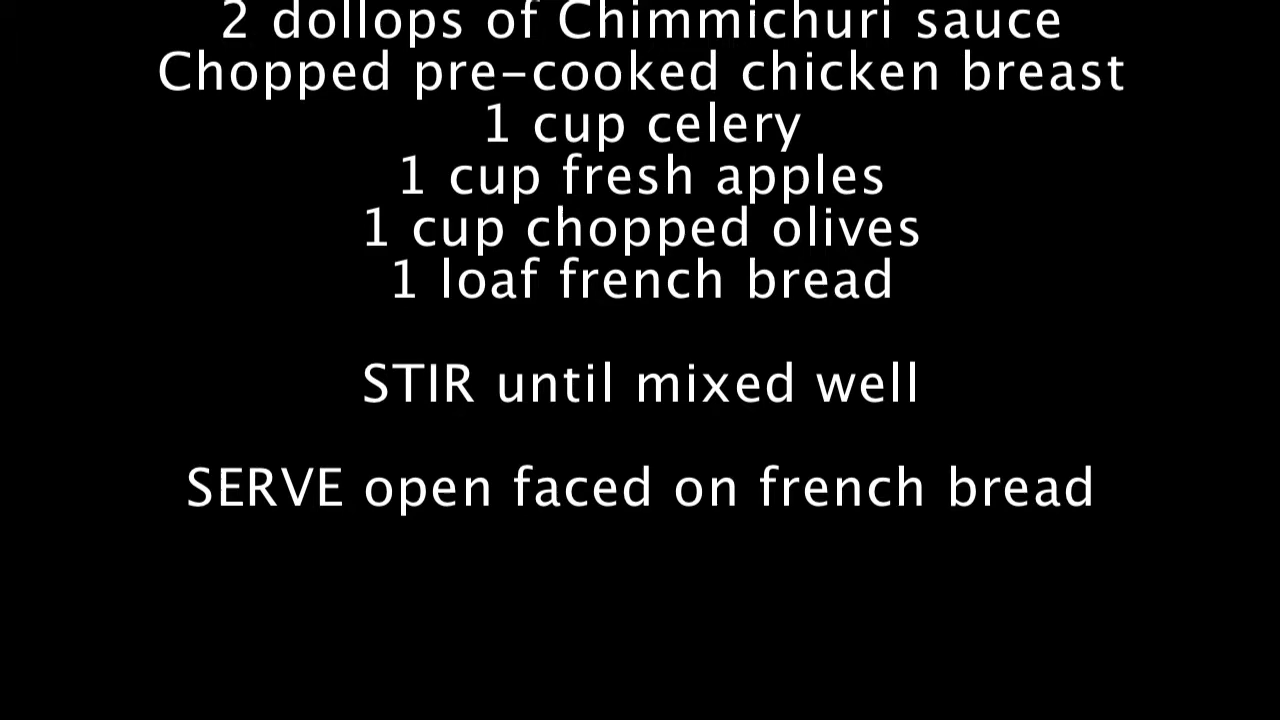 2 dollops of Chimmichuri sauce
Chopped pre-cooked chicken breast
1 cup celery
1 cup fresh apples
1 cup chopped olives
1 loaf french bread
STIR until mixed well
SERVE open faced on french bread